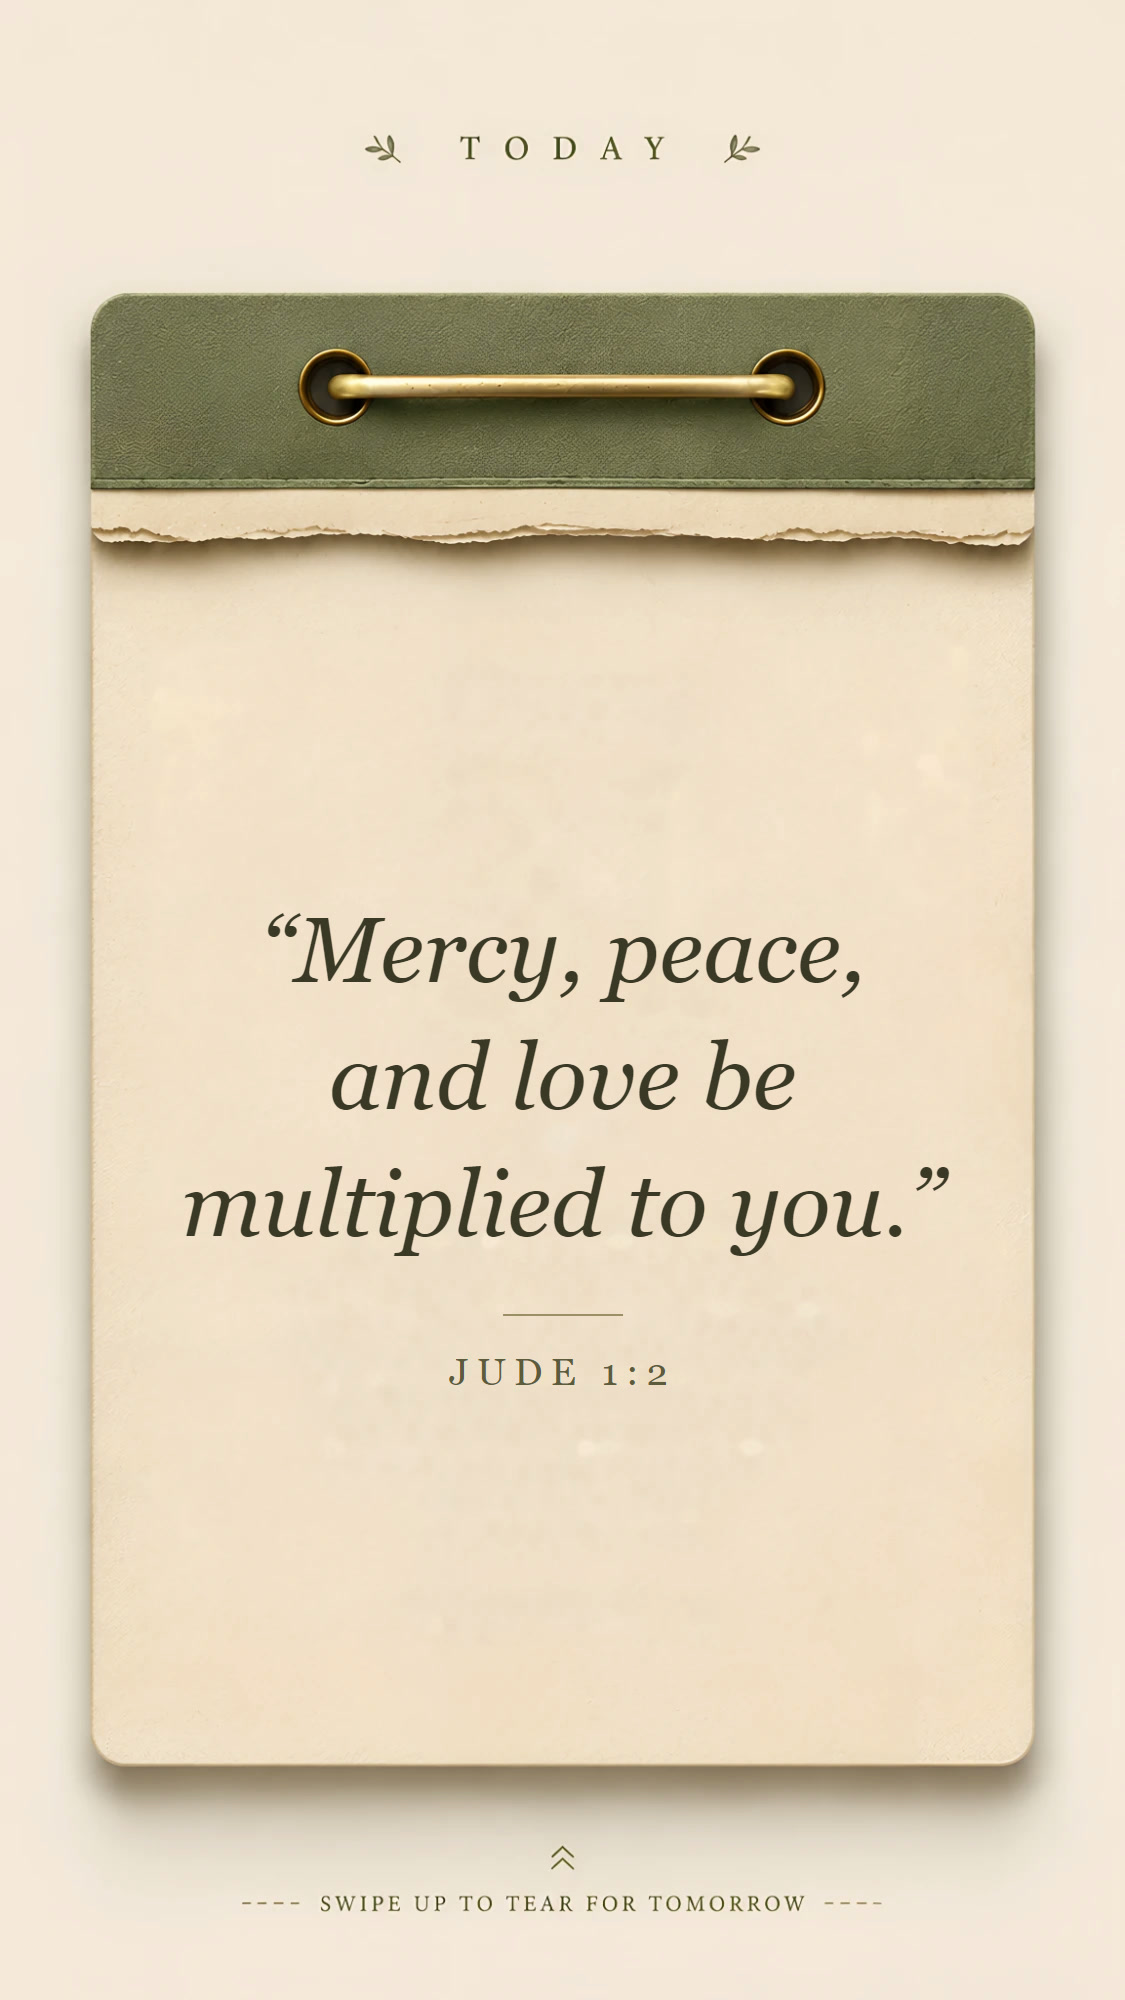 TODAY
“Mercy, peace,
and love be
multiplied to you.”
JUDE 1:2
SWIPE UP TO TEAR FOR TOMORROW